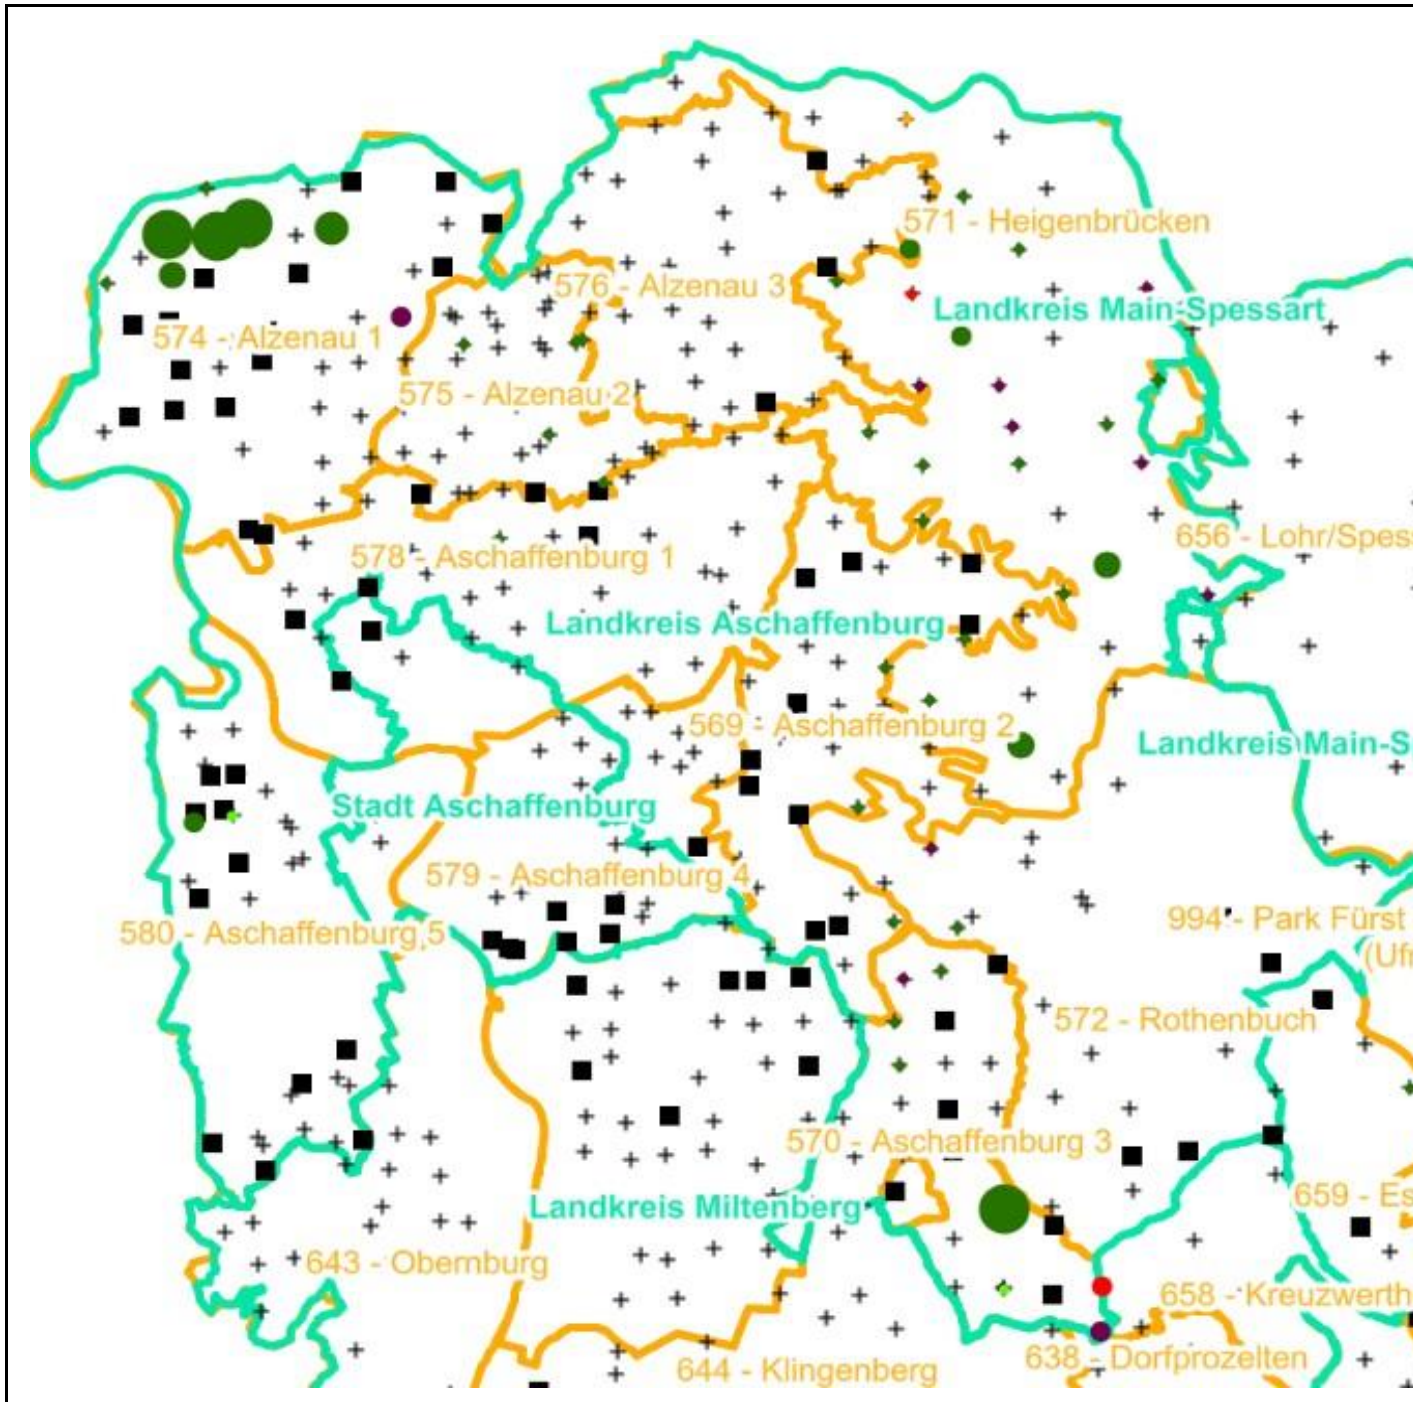 571 - Heigenbrücken
576 - Alzenau 3
Landkreis Main-Spessart
574 - Alzenau 1
575 - Alzenau 2
656 - Lohr/Spess
578 - Aschaffenburg 1
Landkreis Aschaffenburg
569 - Aschaffenburg 2
Landkreis Main-S
Stadt Aschaffenburg
579 - Aschaffenburg 4
994 - Park Fürst
580 - Aschaffenburg 5
(Ufr
572 - Rothenbuch
570 - Aschaffenburg 3
659 - Es
Landkreis Miltenberg
643 - Obernburg
658 - Kreuzwerth
638 - Dorfprozelten
644 - Klingenberg